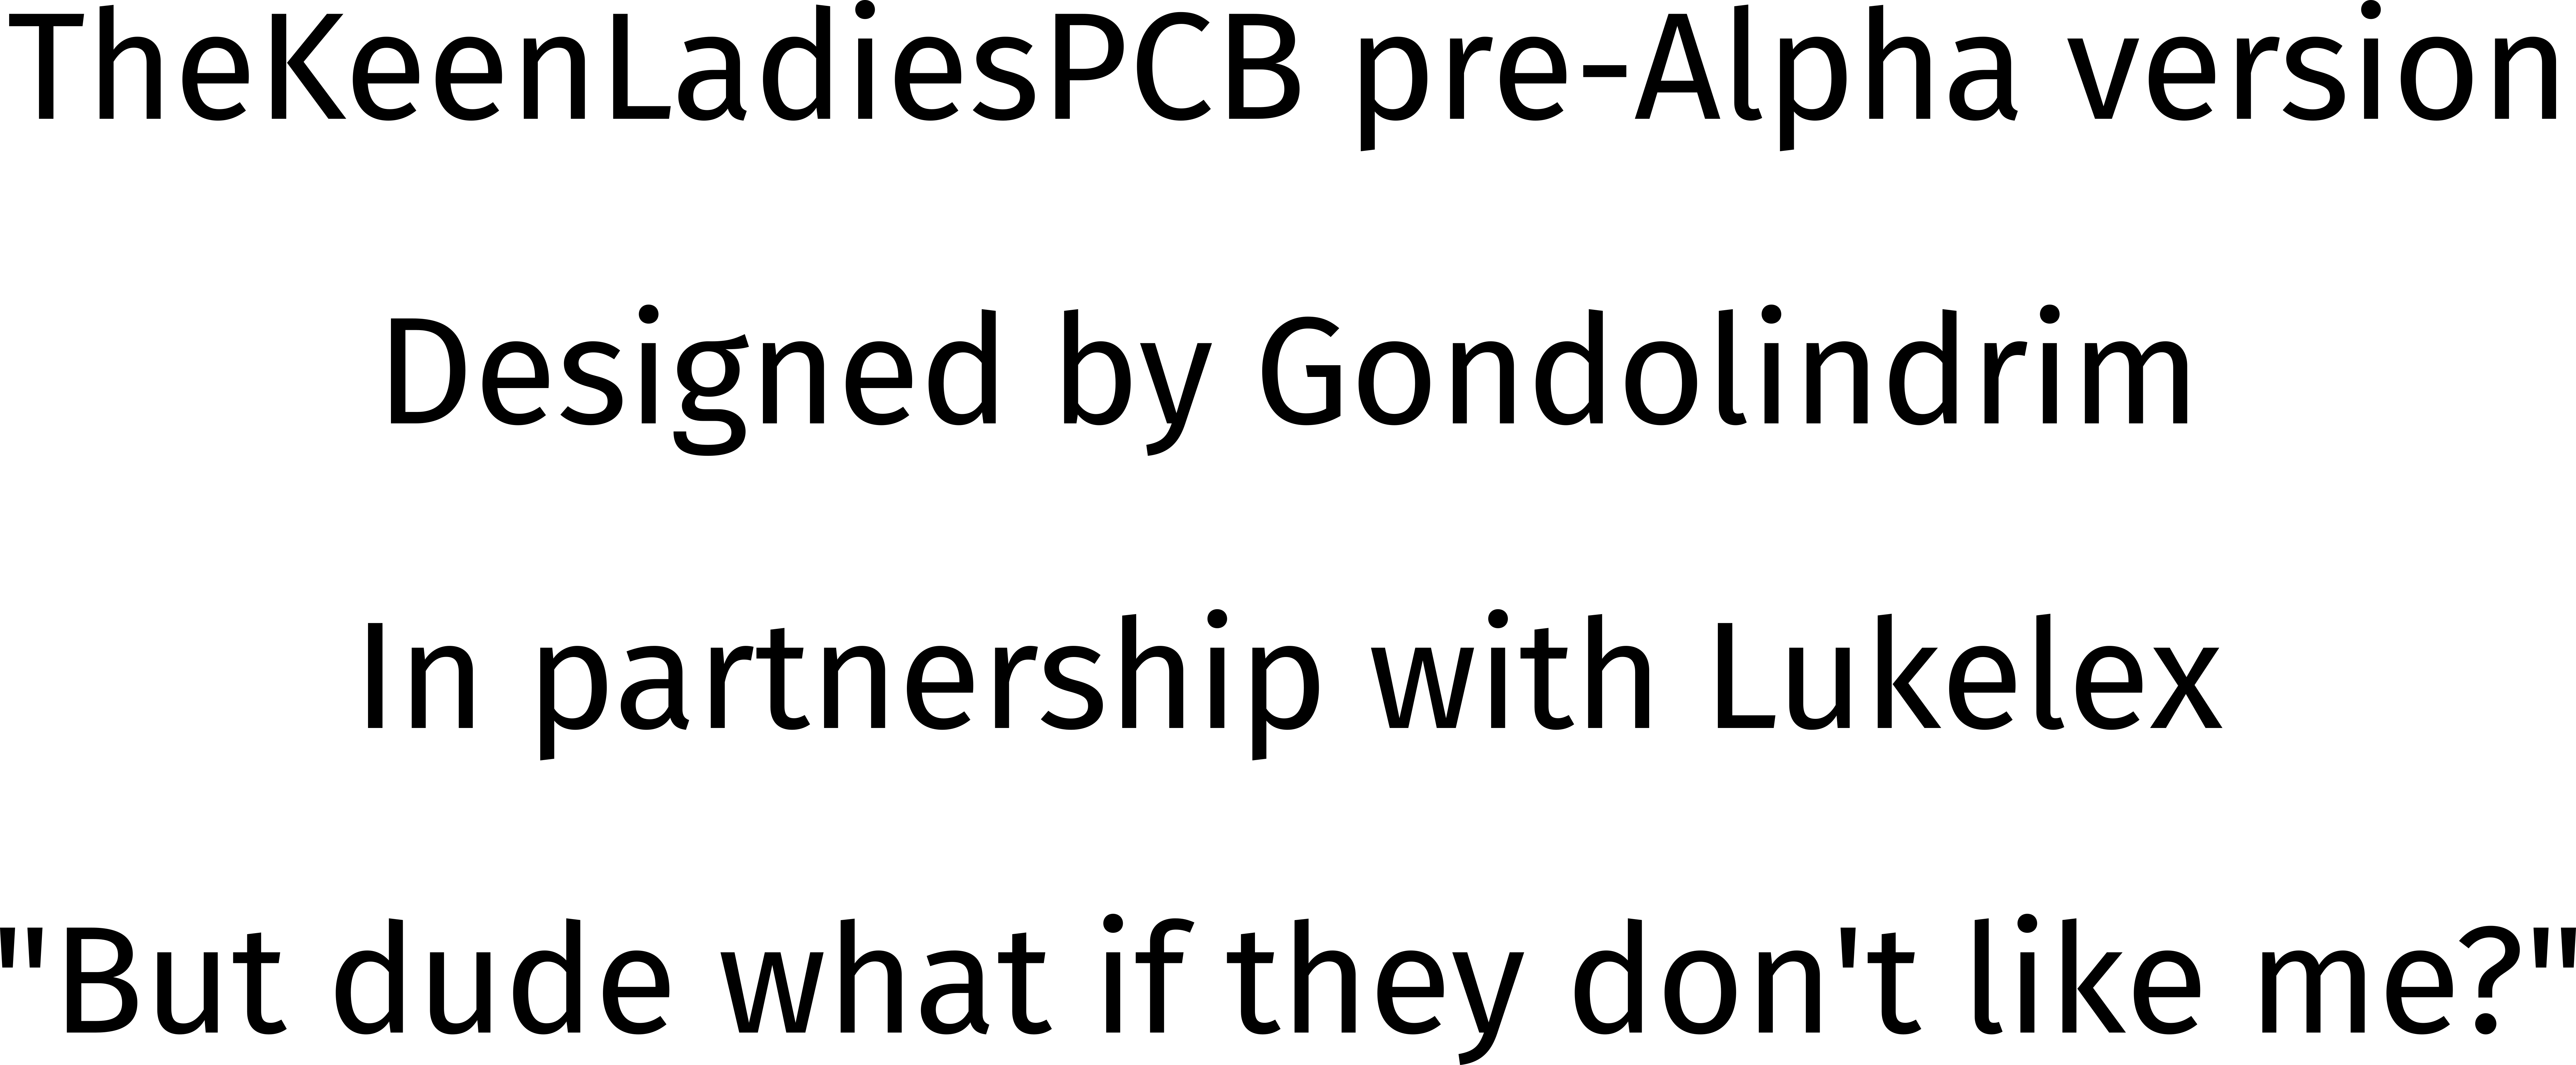 TheKeenLadiesPCB pre-Alpha version
Designed by Gondolindrim
In partnership with Lukelex
"But dude what if they don't like me?"